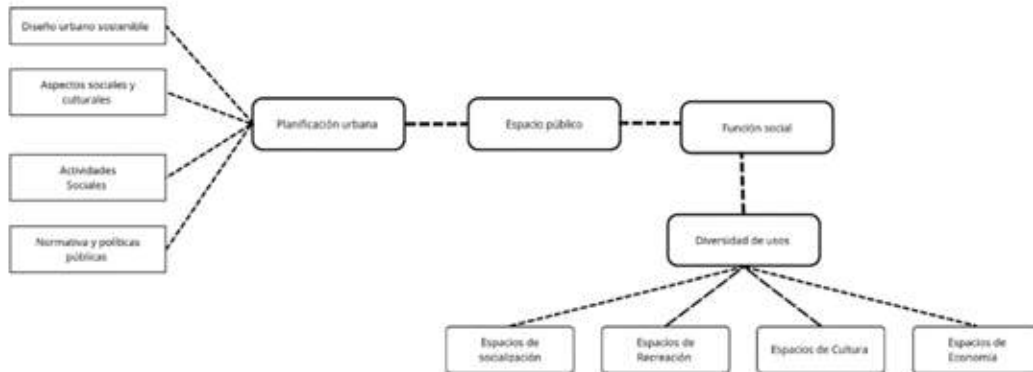 Diseño urbano sostenible
Aspectos sociales y
culturales
Actividades
Sociales
Normativa y políticas
públicas
Planificación urbana
Espacio público
Función social
Diversidad de usos
Espacios de
socialización
Espacios de
Recreación
Espacios de Cultura
Espacios de
Economía